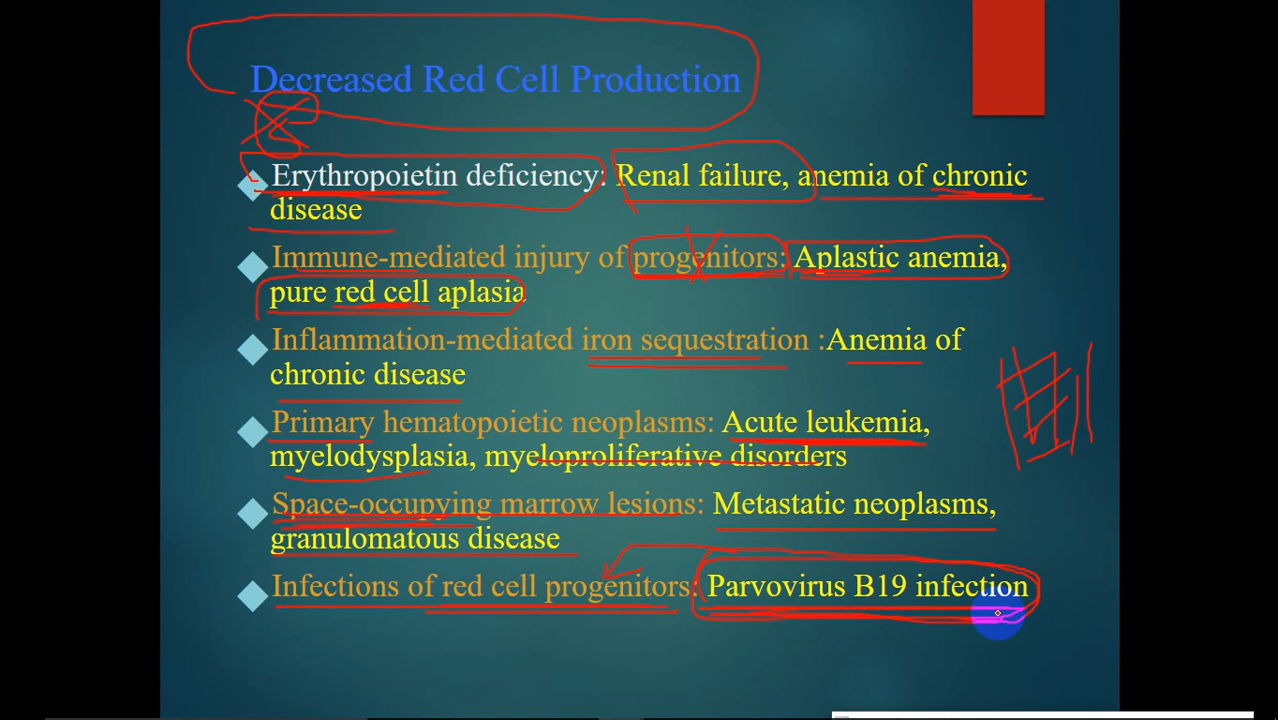 Decreased Red Cell Production
Erythropoietin deficiency: Renal failure, anemia of chronic
disease
Immune-mediated injury of progenitors: Aplastic anemia,
pure red cell aplasia
Inflammation-mediated iron sequestration :Anemia of
chronic disease
Primary hematopoietic neoplasms: Acute leukemia,
myelodysplasia, myeloproliferative disorders
Space-occupying marrow lesions: Metastatic neoplasms,
granulomatous disease
Infections of red cell progenitors: Parvovirus B19 infection